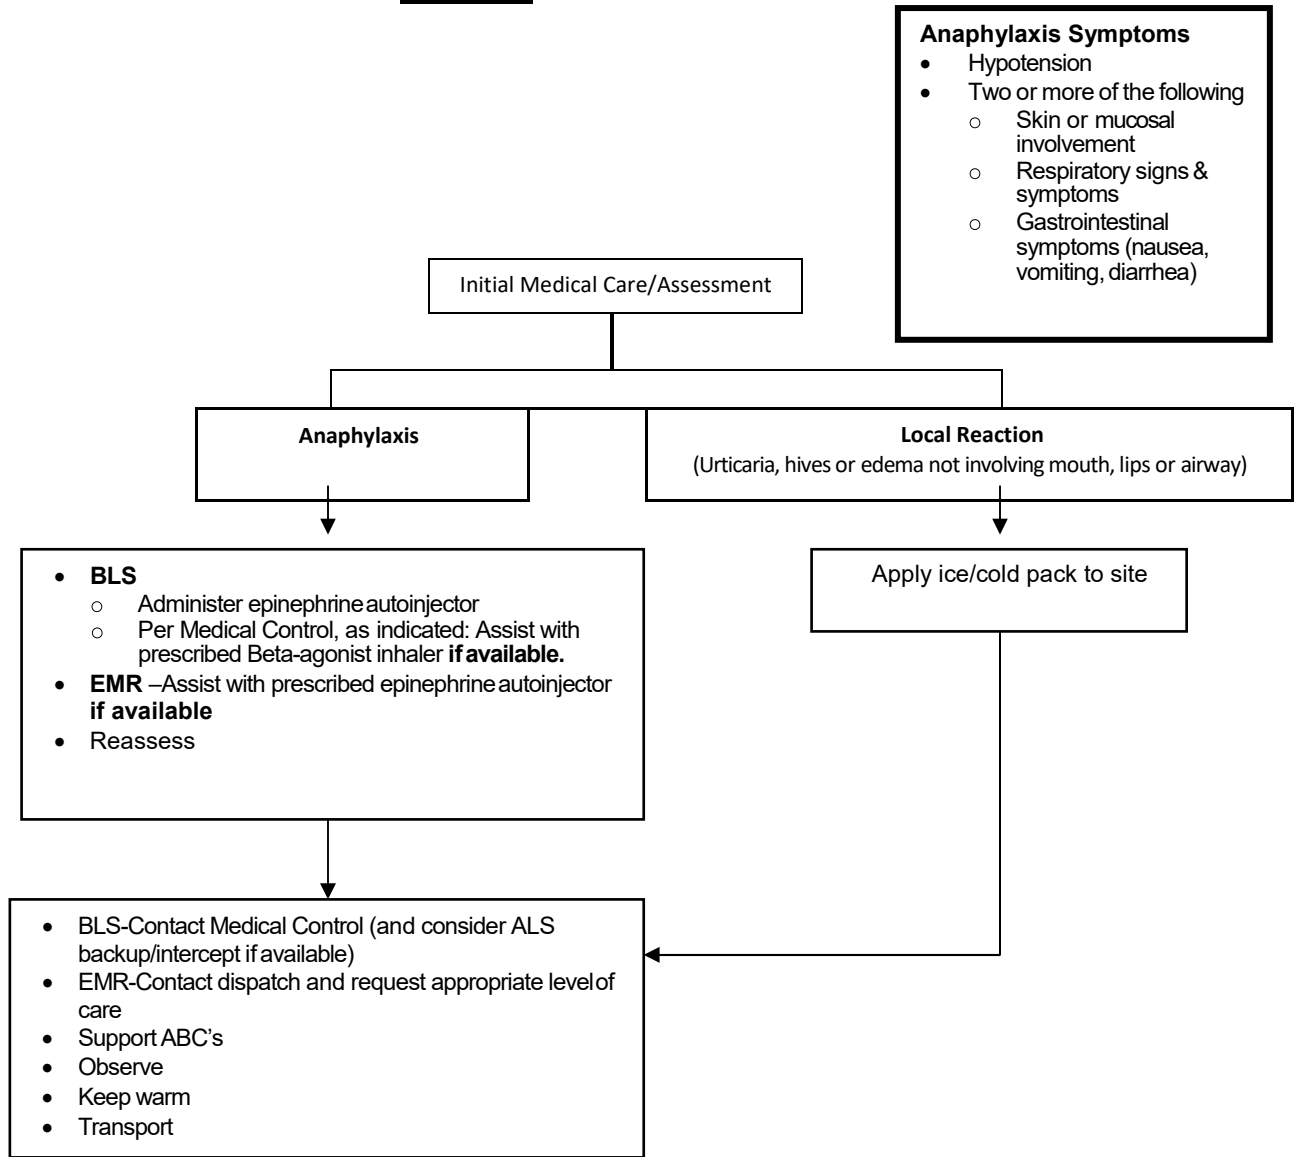 Anaphylaxis Symptoms
• Hypotension
• Two or more of the following
o Skin or mucosal
involvement
o Respiratory signs &
symptoms
o Gastrointestinal
symptoms (nausea,
vomiting, diarrhea)
Initial Medical Care/Assessment
Anaphylaxis
Local Reaction
(Urticaria, hives or edema not involving mouth, lips or airway)
• BLS
o Administer epinephrine autoinjector
o Per Medical Control, as indicated: Assist with
prescribed Beta-agonist inhaler if available.
• EMR –Assist with prescribed epinephrine autoinjector
if available
• Reassess
Apply ice/cold pack to site
• BLS-Contact Medical Control (and consider ALS
backup/intercept if available)
• EMR-Contact dispatch and request appropriate level of
care
• Support ABC’s
• Observe
• Keep warm
• Transport